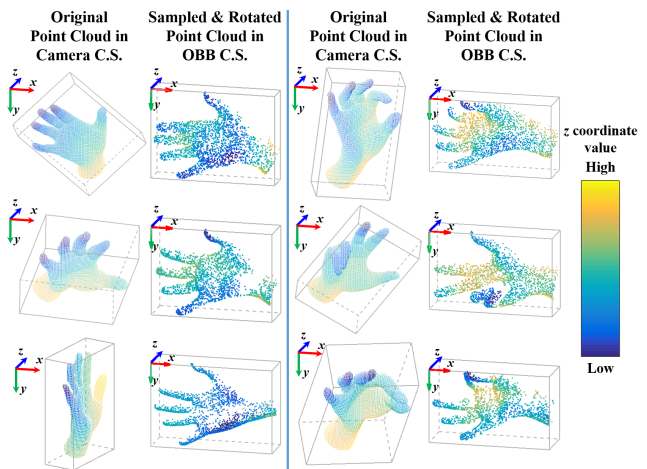 Original
Point Cloud in
Camera C.S.
Sampled & Rotated
Point Cloud in
OBB C.S.
Original
Point Cloud in
Camera C.S.
Sampled & Rotated
Point Cloud in
OBB C.S.
z
x
y
z
x
y
z
x
y
z
x
y
z coordinate
value
High
Low
z
x
y
z
x
y
z
x
y
z
x
y
z
x
y
z
x
y
z
x
y
z
x
y